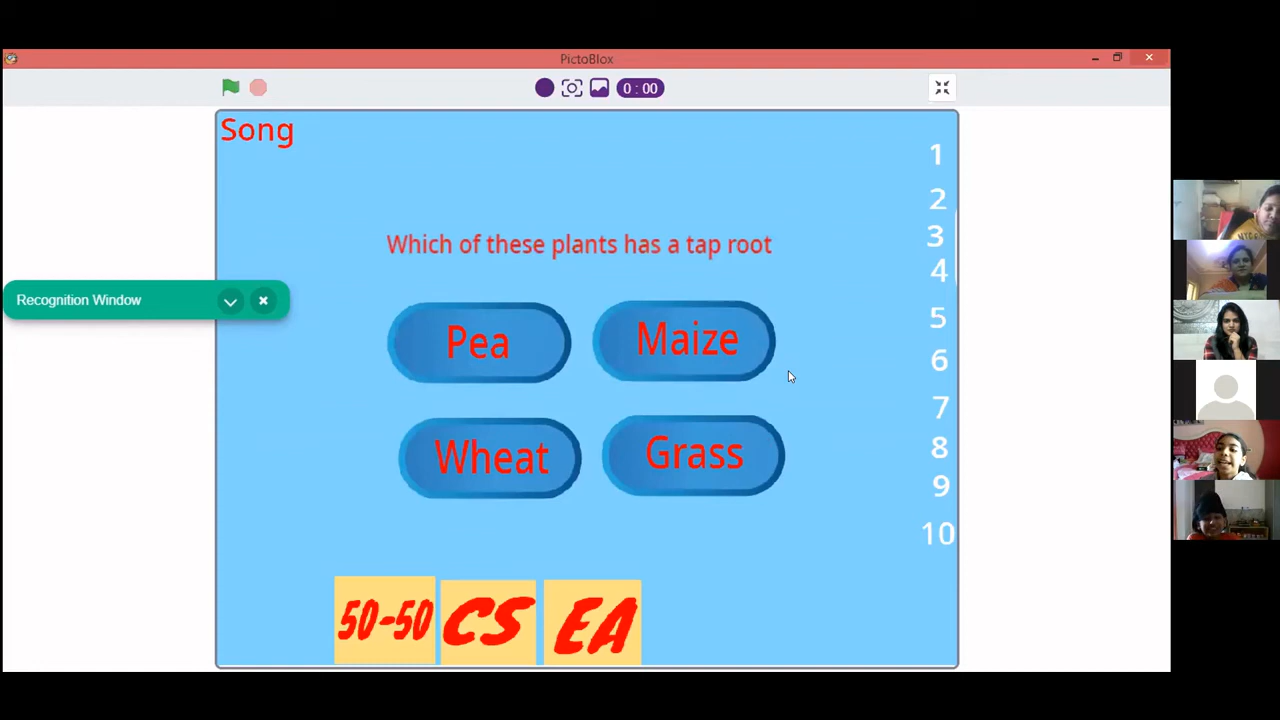 PictoBlox
0 : 00
Song
1
2
3
4
5
6
7
8
9
10
Which of these plants has a tap root
Recognition Window
Pea
Maize
Wheat
Grass
50-50
CS
EA